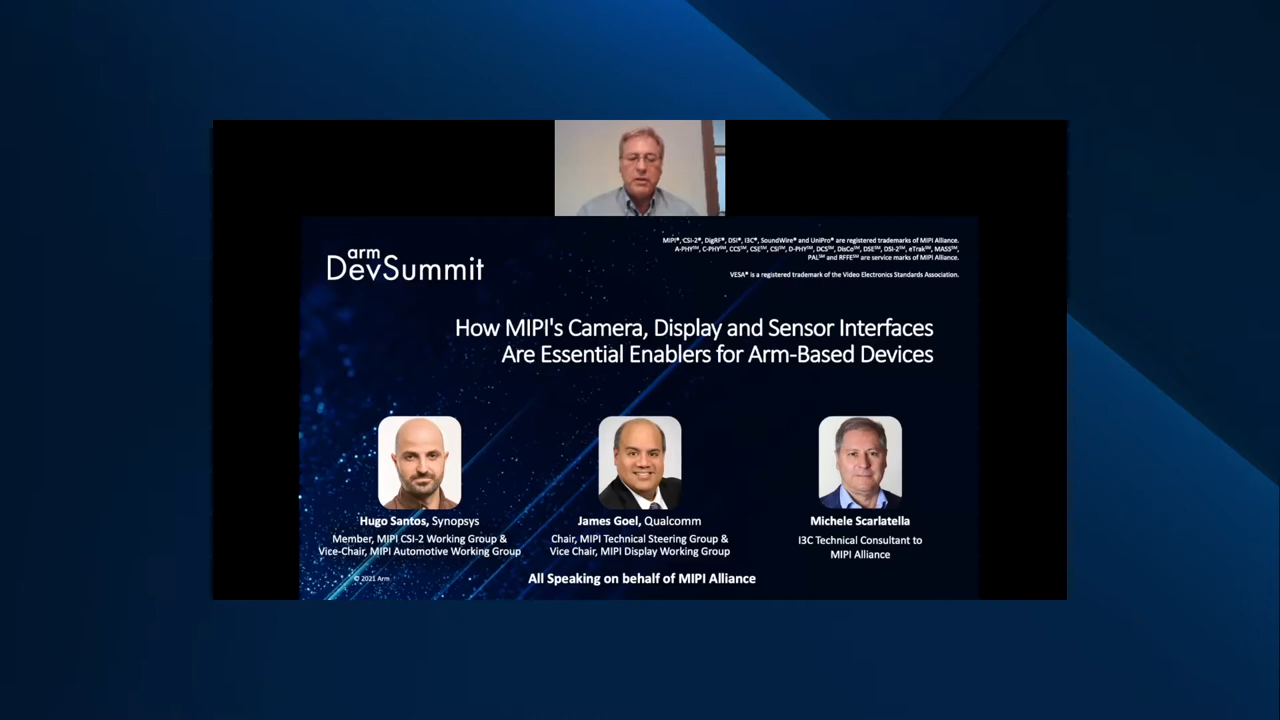 arm
DevSummit
MIPI®, CSI-2®, DigRF®, DSI®, I3C®, SoundWire® and UniPro® are registered trademarks of MIPI Alliance.
A-PHY℠, C-PHY℠, CCS℠, CSE℠, CSI℠, D-PHY℠, DCS℠, DisCo℠, DSE℠, DSI-2℠, eTrak℠, MASS℠,
PAL℠ and RFFE℠ are service marks of MIPI Alliance.
VESA® is a registered trademark of the Video Electronics Standards Association.
How MIPI's Camera, Display and Sensor Interfaces
Are Essential Enablers for Arm-Based Devices
Hugo Santos, Synopsys
Member, MIPI CSI-2 Working Group &
Vice-Chair, MIPI Automotive Working Group
James Goel, Qualcomm
Chair, MIPI Technical Steering Group &
Vice Chair, MIPI Display Working Group
Michele Scarlatella
I3C Technical Consultant to
MIPI Alliance
© 2021 Arm
All Speaking on behalf of MIPI Alliance